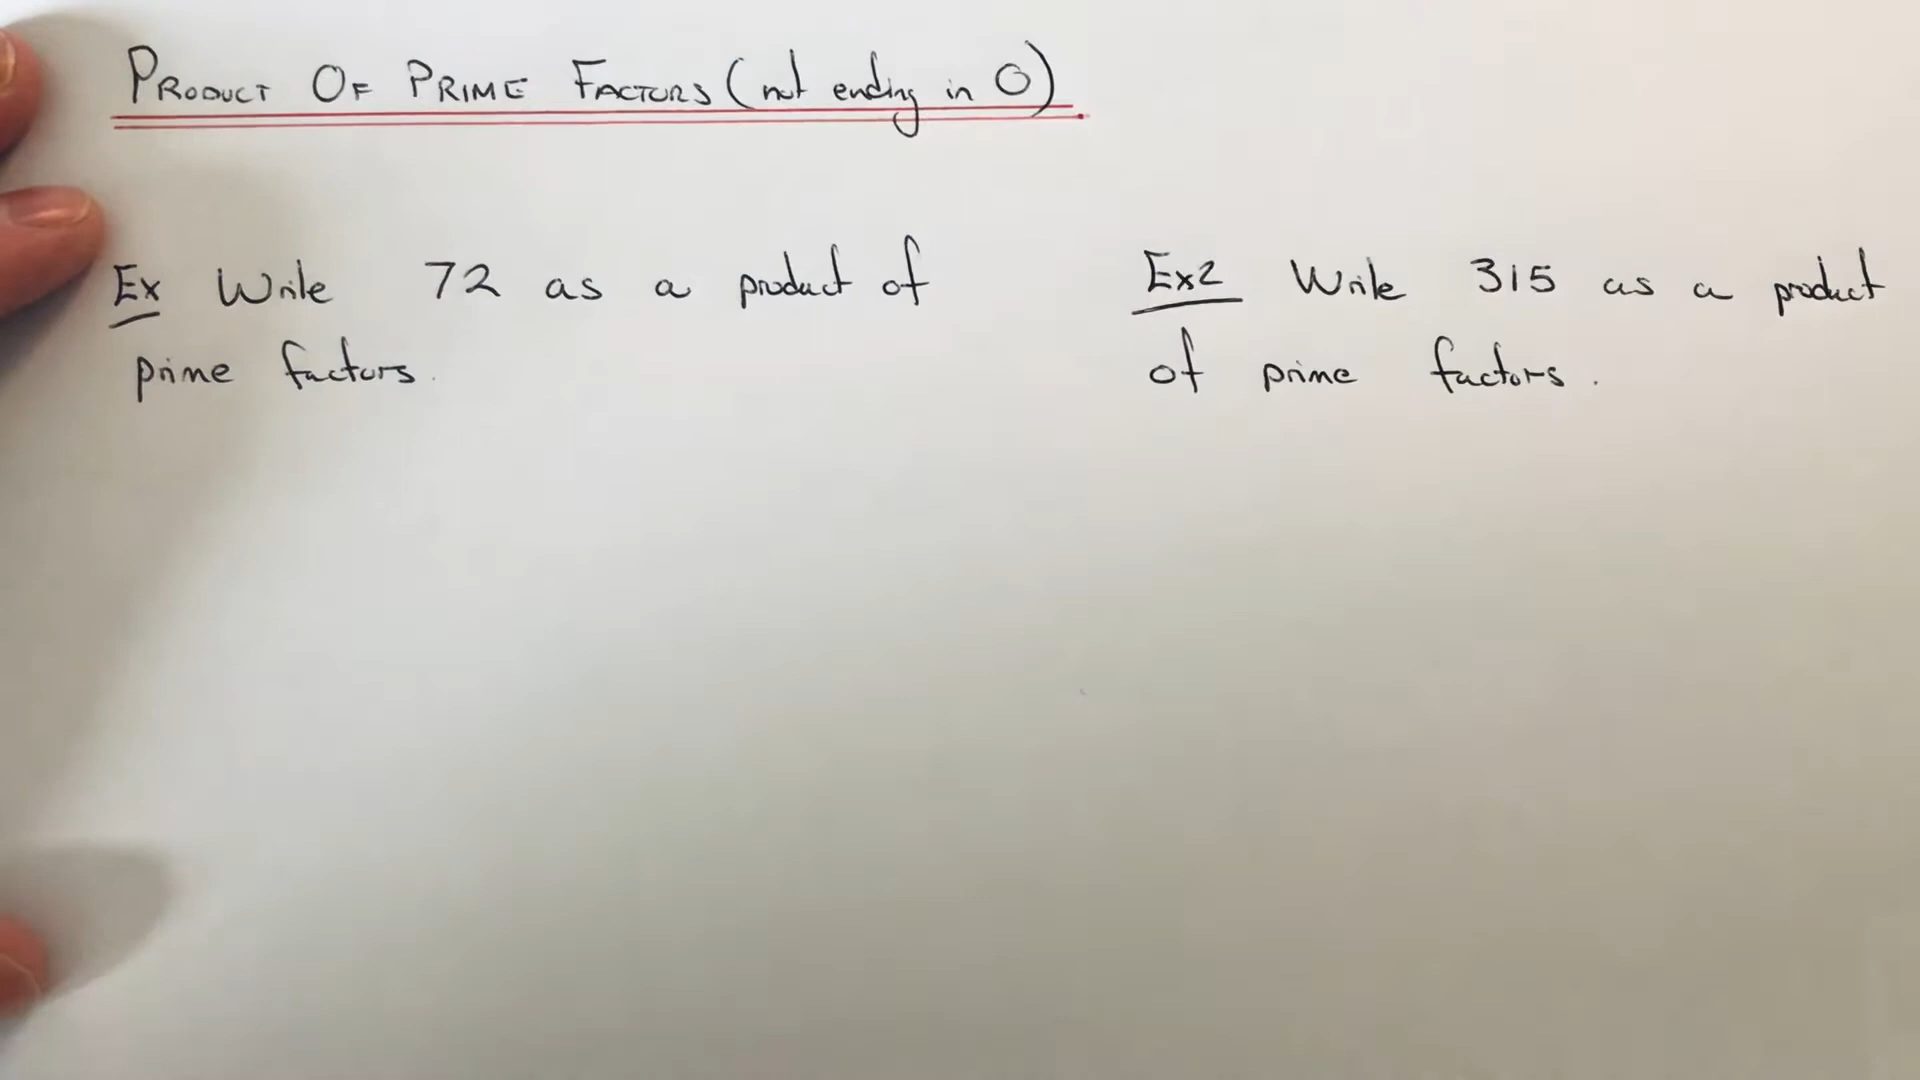 PRODUCT OF PRIME FACTORS (not ending in 0)
Ex Write 72 as a product of
prime factors.
Ex2 Write 315 as a product
of prime factors.